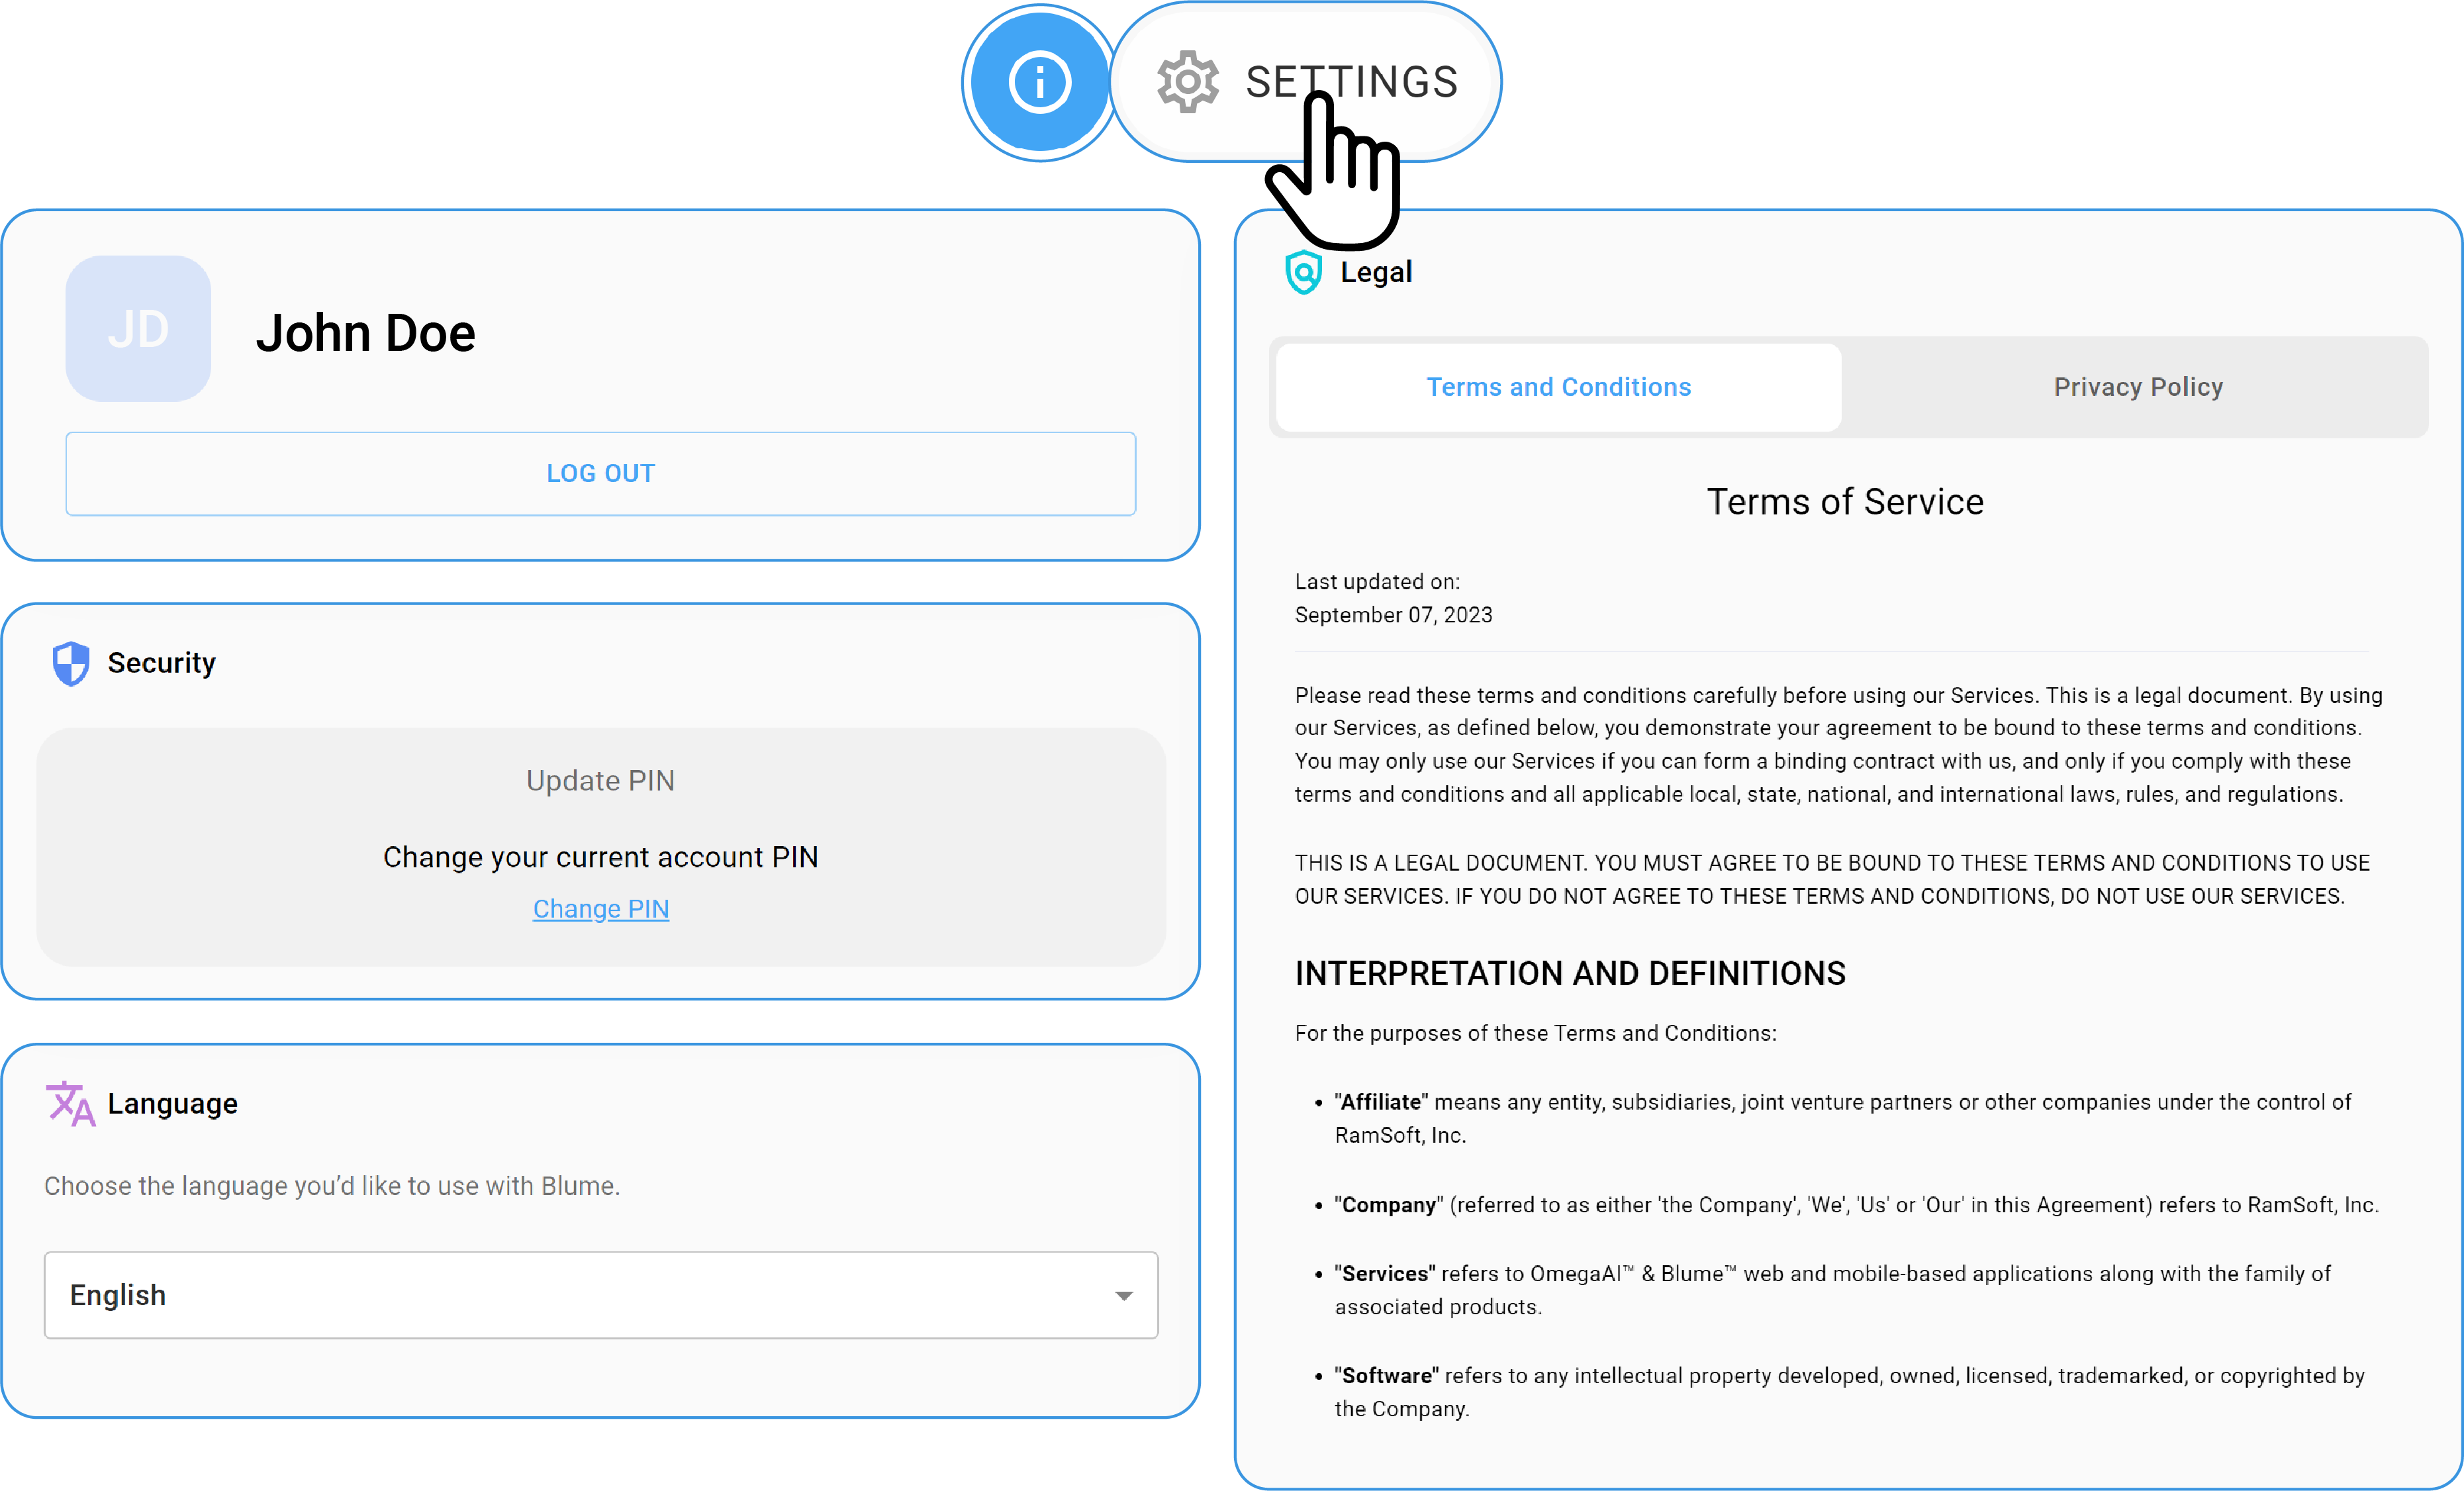 SETTINGS
JD
John Doe
LOG OUT
Security
Update PIN
Change your current account PIN
Change PIN
Language
Choose the language you’d like to use with Blume.
English
Legal
Terms and Conditions
Privacy Policy
Terms of Service
Last updated on:
September 07, 2023
Please read these terms and conditions carefully before using our Services. This is a legal document. By using
our Services, as defined below, you demonstrate your agreement to be bound to these terms and conditions.
You may only use our Services if you can form a binding contract with us, and only if you comply with these
terms and conditions and all applicable local, state, national, and international laws, rules, and regulations.
THIS IS A LEGAL DOCUMENT. YOU MUST AGREE TO BE BOUND TO THESE TERMS AND CONDITIONS TO USE
OUR SERVICES. IF YOU DO NOT AGREE TO THESE TERMS AND CONDITIONS, DO NOT USE OUR SERVICES.
INTERPRETATION AND DEFINITIONS
For the purposes of these Terms and Conditions:
• "Affiliate" means any entity, subsidiaries, joint venture partners or other companies under the control of
RamSoft, Inc.
• "Company" (referred to as either 'the Company', 'We', 'Us' or 'Our' in this Agreement) refers to RamSoft, Inc.
• "Services" refers to OmegaAI™ & Blume™ web and mobile-based applications along with the family of
associated products.
• "Software" refers to any intellectual property developed, owned, licensed, trademarked, or copyrighted by
the Company.